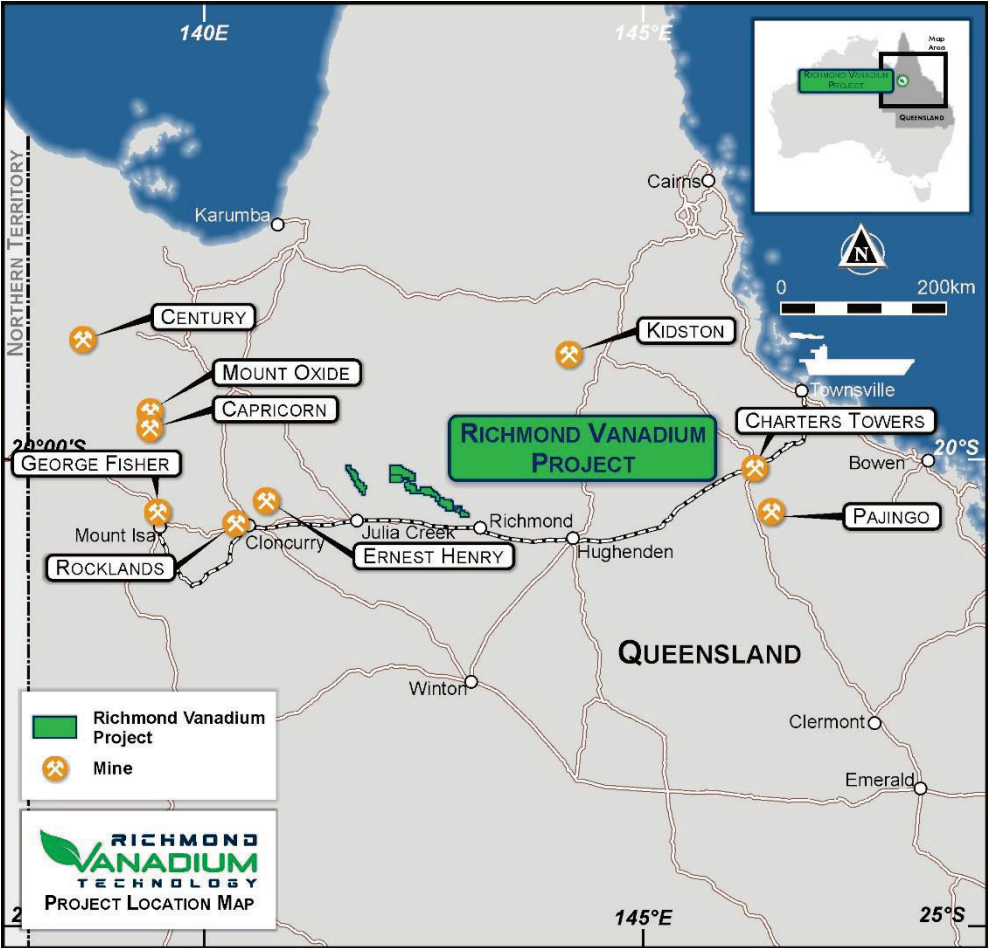 140E
145°E
Map
Area
RICHMOND VANADIUM
PROJECT
QUEENSLAND
NORTHERN TERRITORY
Cairns
Karumba
N
0 200km
CENTURY
KIDSTON
MOUNT OXIDE
CAPRICORN
Townsville
RICHMOND VANADIUM
PROJECT
CHARTERS TOWERS
20°00'S
20°S
GEORGE FISHER
Bowen
Mount Isa
Cloncurry
Julia Creek
Richmond
Hughenden
PAJINGO
ROCKLANDS
ERNEST HENRY
QUEENSLAND
Winton
Clermont
Emerald
Richmond Vanadium
Project
Mine
RICHMOND
VANADIUM
TECHNOLOGY
PROJECT LOCATION MAP
145°E
25°S